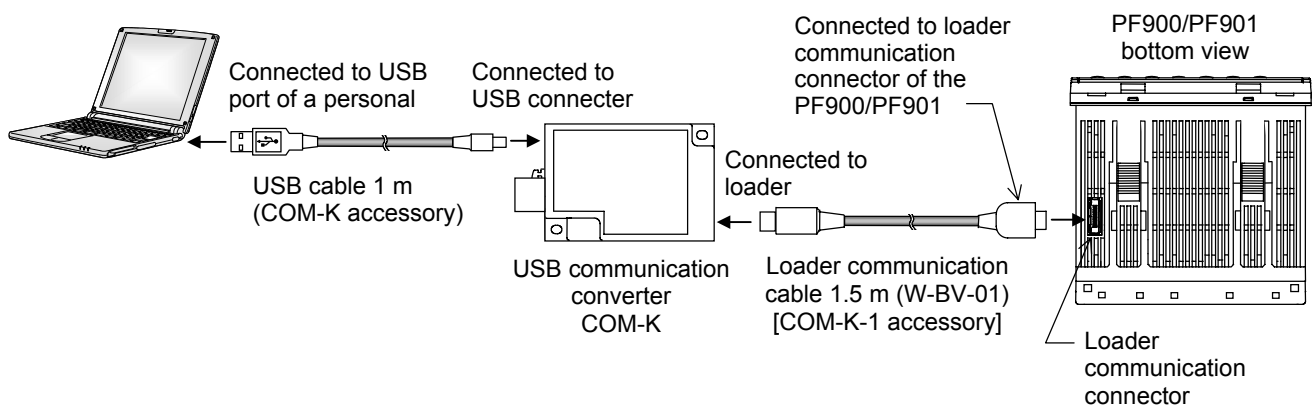 Connected to USB
port of a personal
USB cable 1 m
(COM-K accessory)
Connected to
USB connecter
USB communication
converter
COM-K
Connected to
loader
Loader communication
cable 1.5 m (W-BV-01)
[COM-K-1 accessory]
Connected to loader
communication
connector of the
PF900/PF901
PF900/PF901
bottom view
Loader
communication
connector